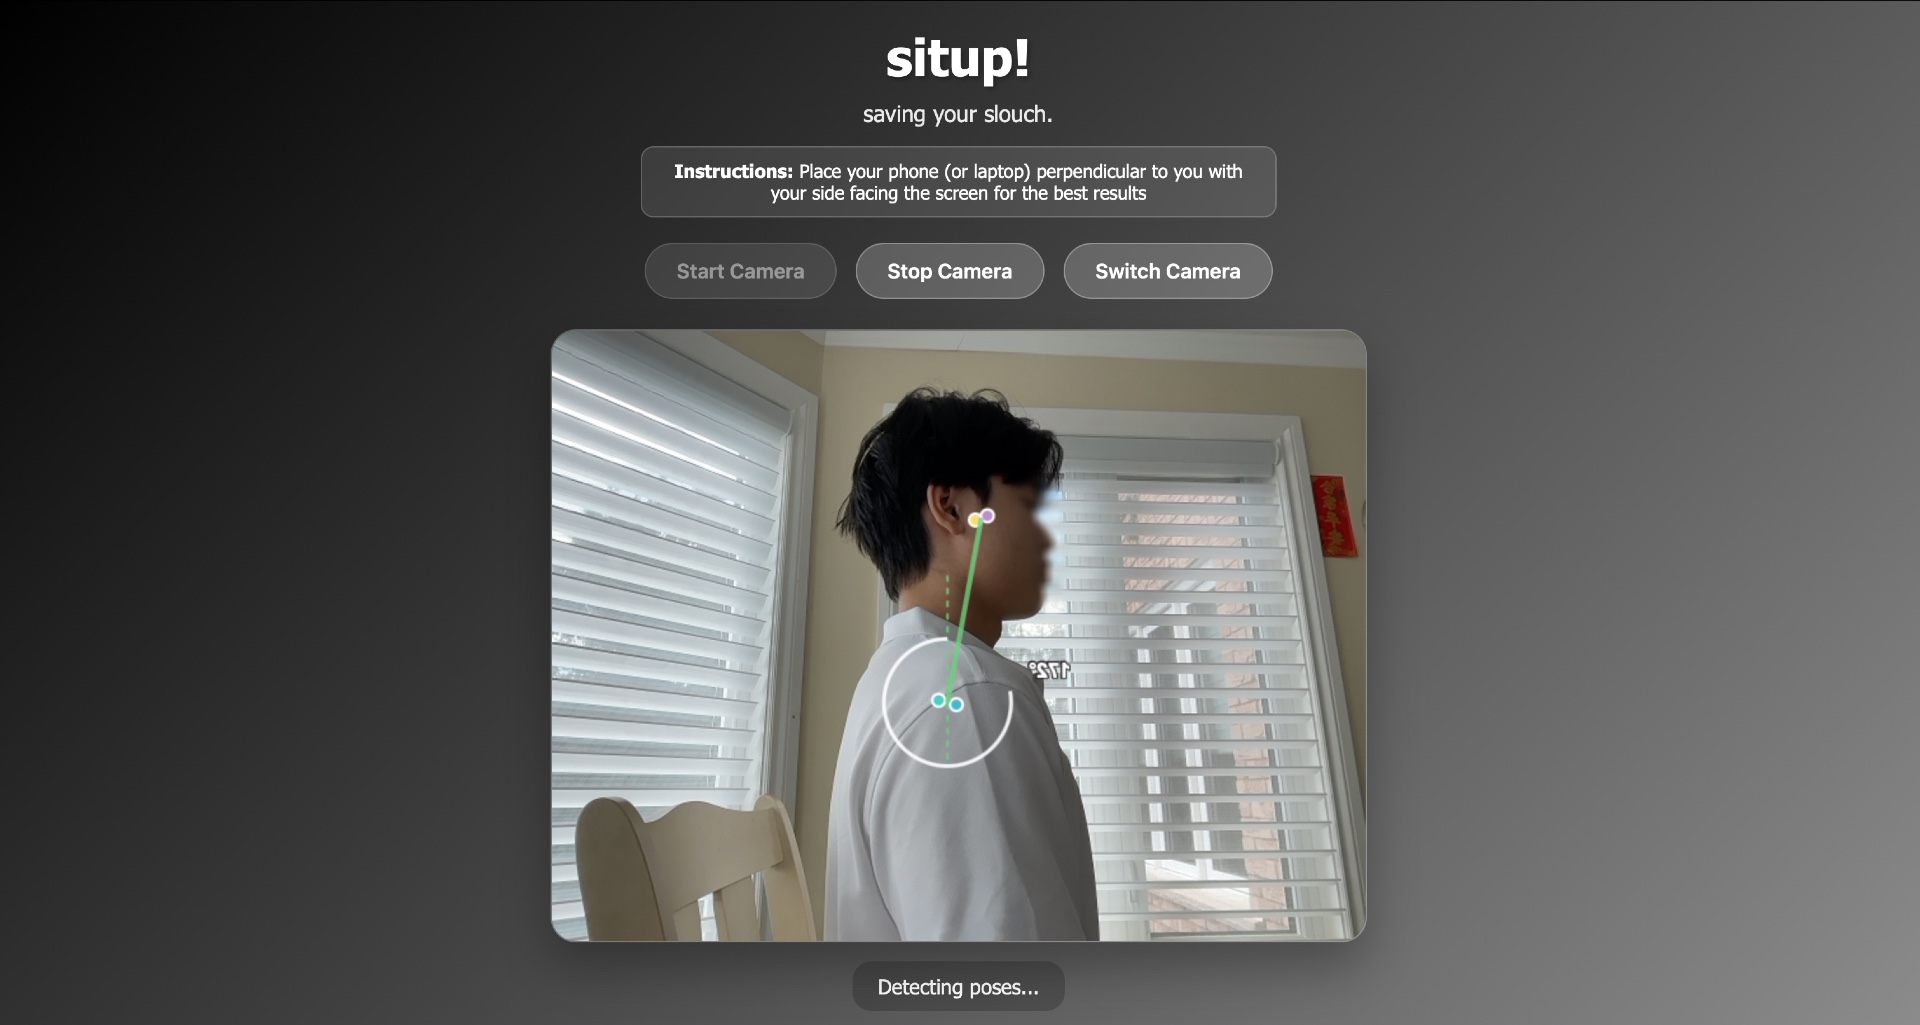 situp!
saving your slouch.
Instructions: Place your phone (or laptop) perpendicular to you with
your side facing the screen for the best results
Start Camera
Stop Camera
Switch Camera
172°
Detecting poses...